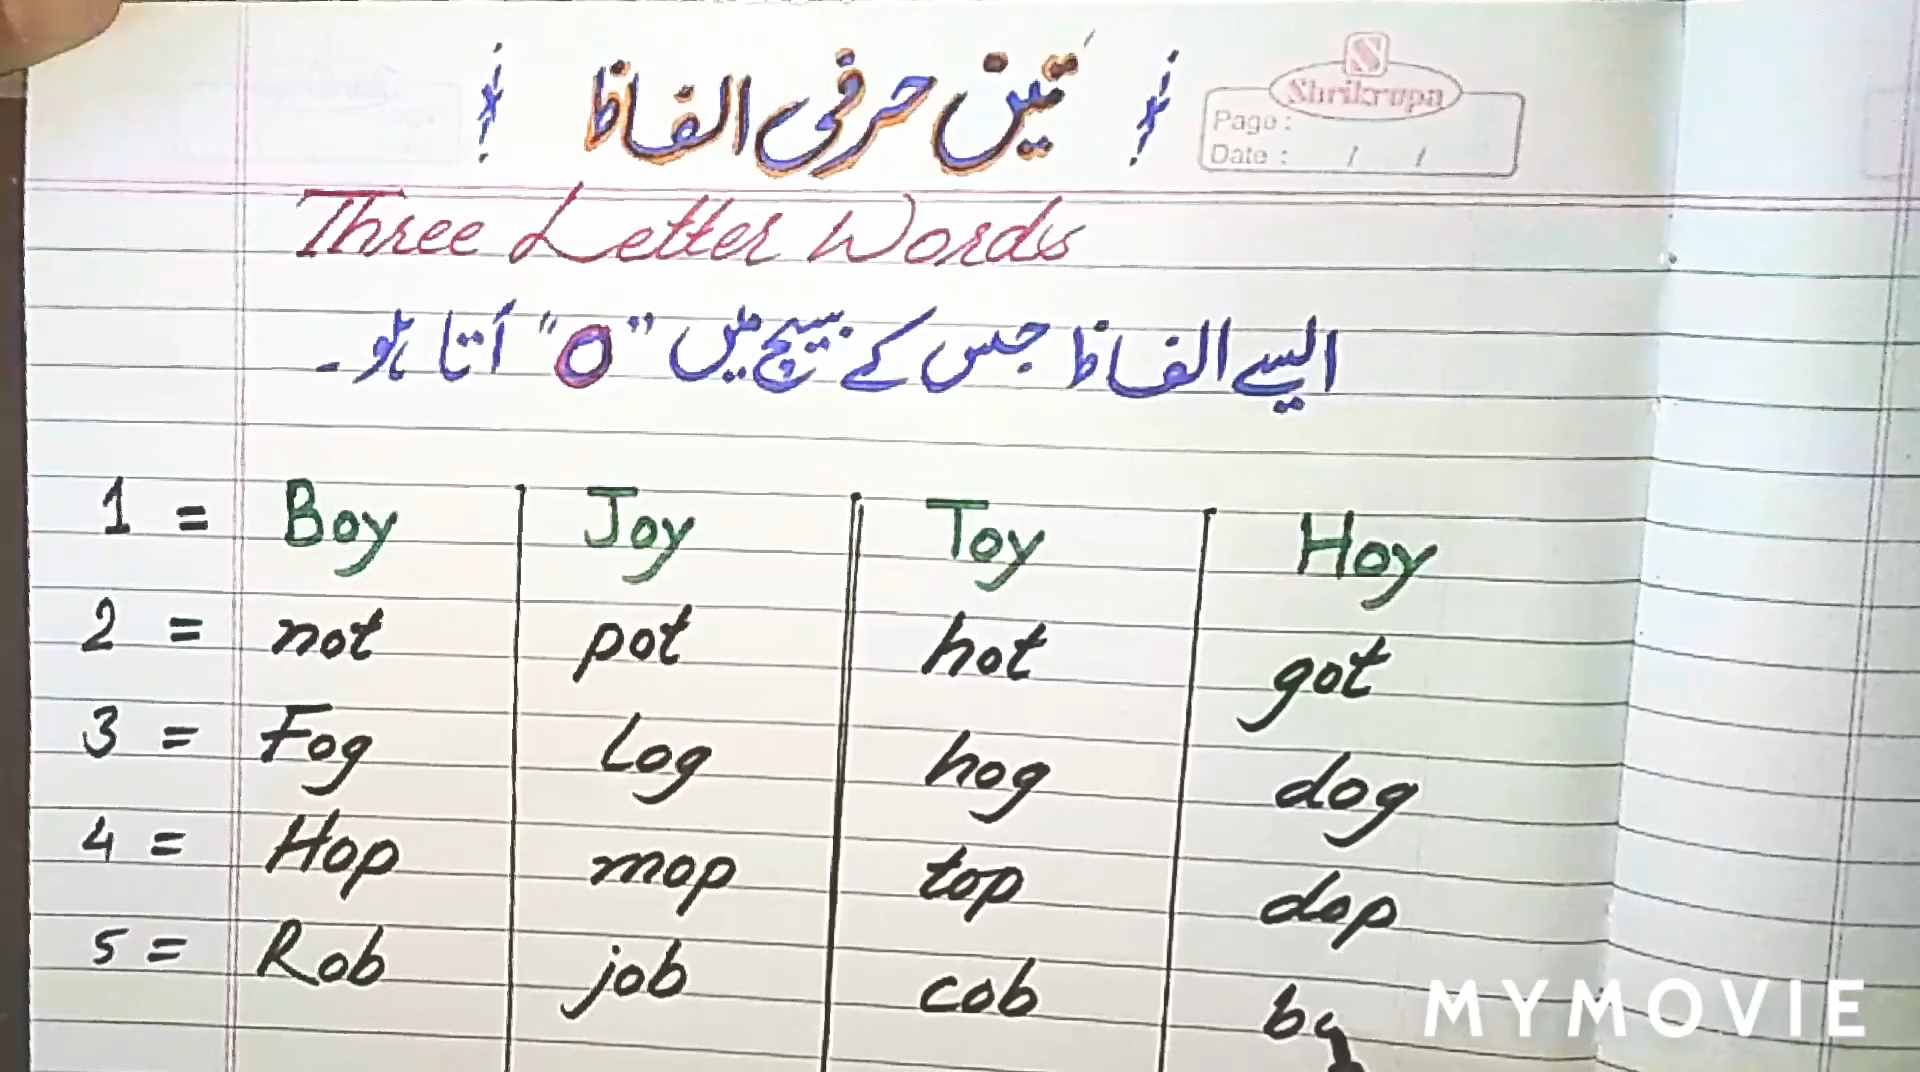 تین حرفی الفاظ
Shrikrupa
Page :
Date : / /
Three Letter Words
ایسے الفاظ جس کے بیچ میں "O" أتا ہو۔
1 = Boy Joy Toy Hoy
2 = not pot hot got
3 = Fog Log hog dog
4 = Hop mop top dop
5 = Rob job cob
MYMOVIE